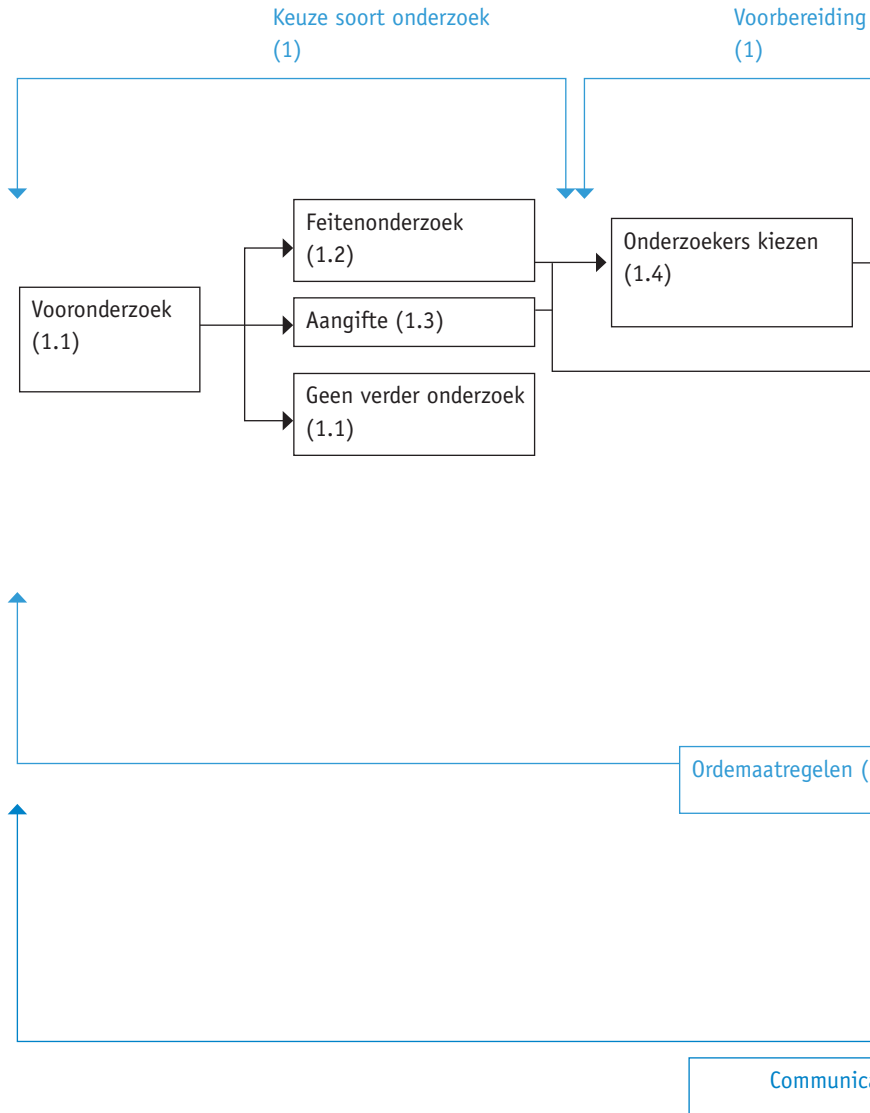 Keuze soort onderzoek
(1)
Voorbereiding
(1)
Feitenonderzoek
(1.2)
Onderzoekers kiezen
(1.4)
Vooronderzoek
(1.1)
Aangifte (1.3)
Geen verder onderzoek
(1.1)
Ordemaatregelen (
Communica